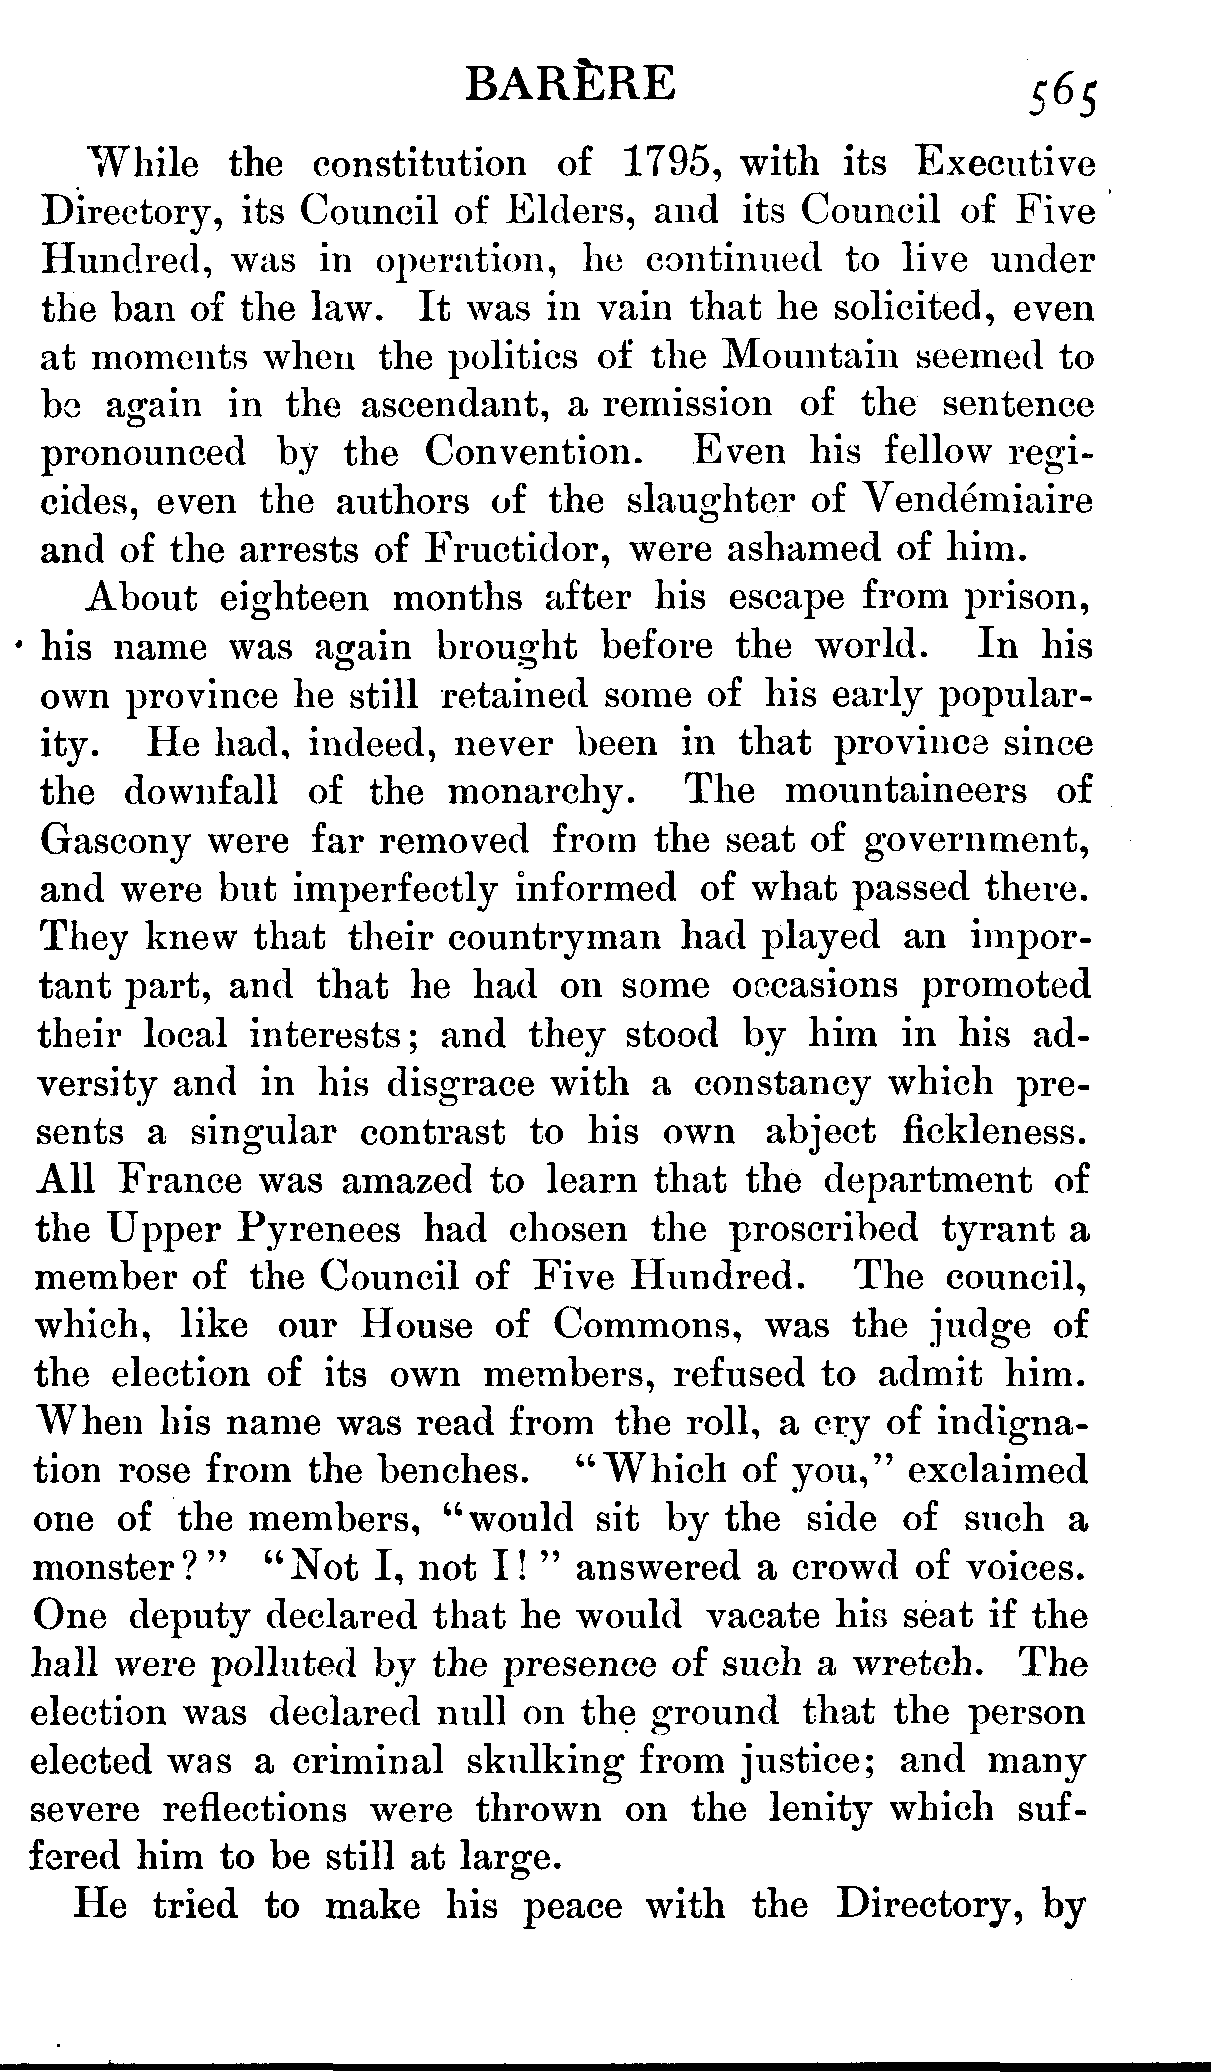 BARÈRE 565
While the constitution of 1795, with its Executive
Directory, its Council of Elders, and its Council of Five
Hundred, was in operation, he continued to live under
the ban of the law. It was in vain that he solicited, even
at moments when the politics of the Mountain seemed to
be again in the ascendant, a remission of the sentence
pronounced by the Convention. Even his fellow regi-
cides, even the authors of the slaughter of Vendémiaire
and of the arrests of Fructidor, were ashamed of him.
About eighteen months after his escape from prison,
his name was again brought before the world. In his
own province he still retained some of his early popular-
ity. He had, indeed, never been in that province since
the downfall of the monarchy. The mountaineers of
Gascony were far removed from the seat of government,
and were but imperfectly informed of what passed there.
They knew that their countryman had played an impor-
tant part, and that he had on some occasions promoted
their local interests; and they stood by him in his ad-
versity and in his disgrace with a constancy which pre-
sents a singular contrast to his own abject fickleness.
All France was amazed to learn that the department of
the Upper Pyrenees had chosen the proscribed tyrant a
member of the Council of Five Hundred. The council,
which, like our House of Commons, was the judge of
the election of its own members, refused to admit him.
When his name was read from the roll, a cry of indigna-
tion rose from the benches. "Which of you," exclaimed
one of the members, "would sit by the side of such a
monster?" "Not I, not I!" answered a crowd of voices.
One deputy declared that he would vacate his seat if the
hall were polluted by the presence of such a wretch. The
election was declared null on the ground that the person
elected was a criminal skulking from justice; and many
severe reflections were thrown on the lenity which suf-
fered him to be still at large.
He tried to make his peace with the Directory, by